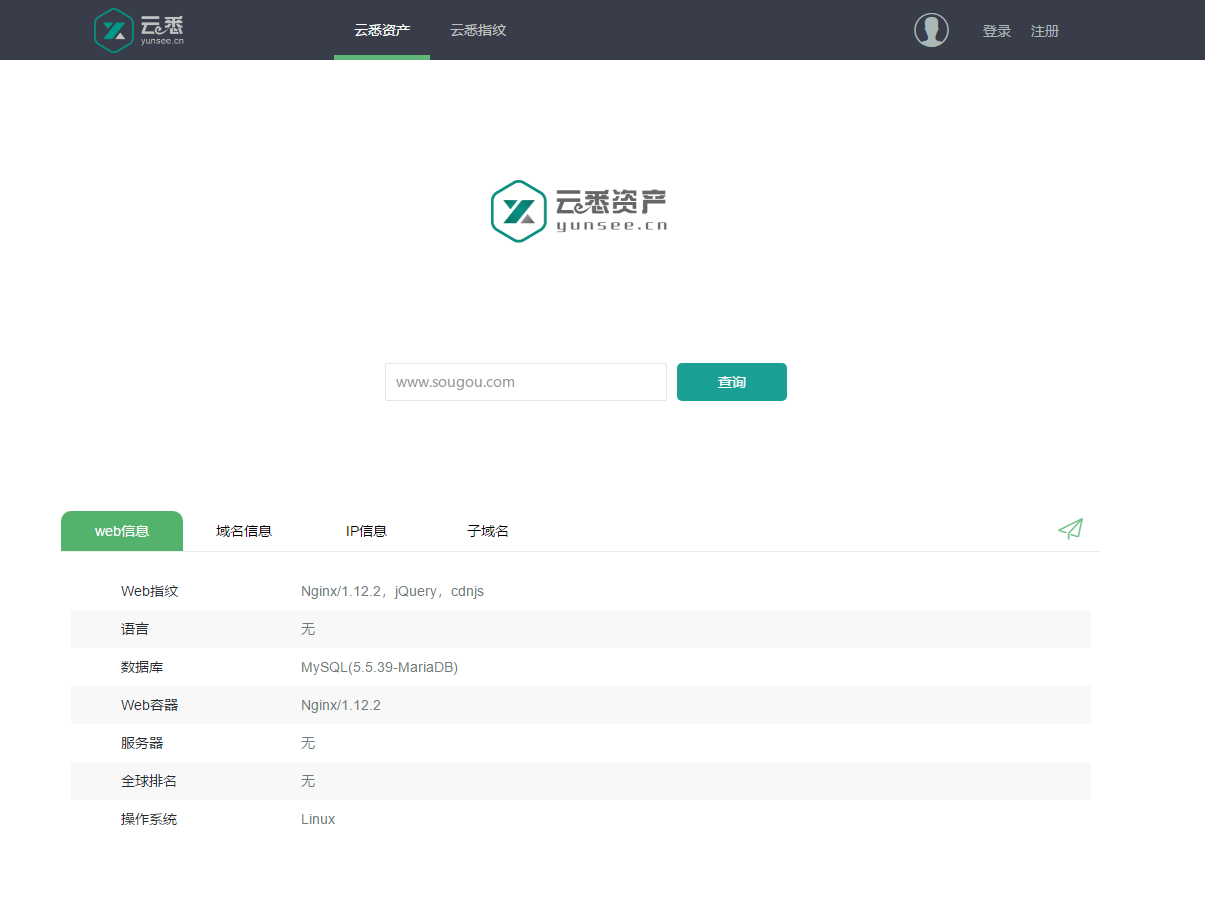 云悉 yunsee.cn
云悉资产 云悉指纹 登录 注册
云悉资产
yunsee.cn
www.sougou.com 查询
web信息 域名信息 IP信息 子域名
Web指纹 Nginx/1.12.2，jQuery，cdnjs
语言 无
数据库 MySQL(5.5.39-MariaDB)
Web容器 Nginx/1.12.2
服务器 无
全球排名 无
操作系统 Linux